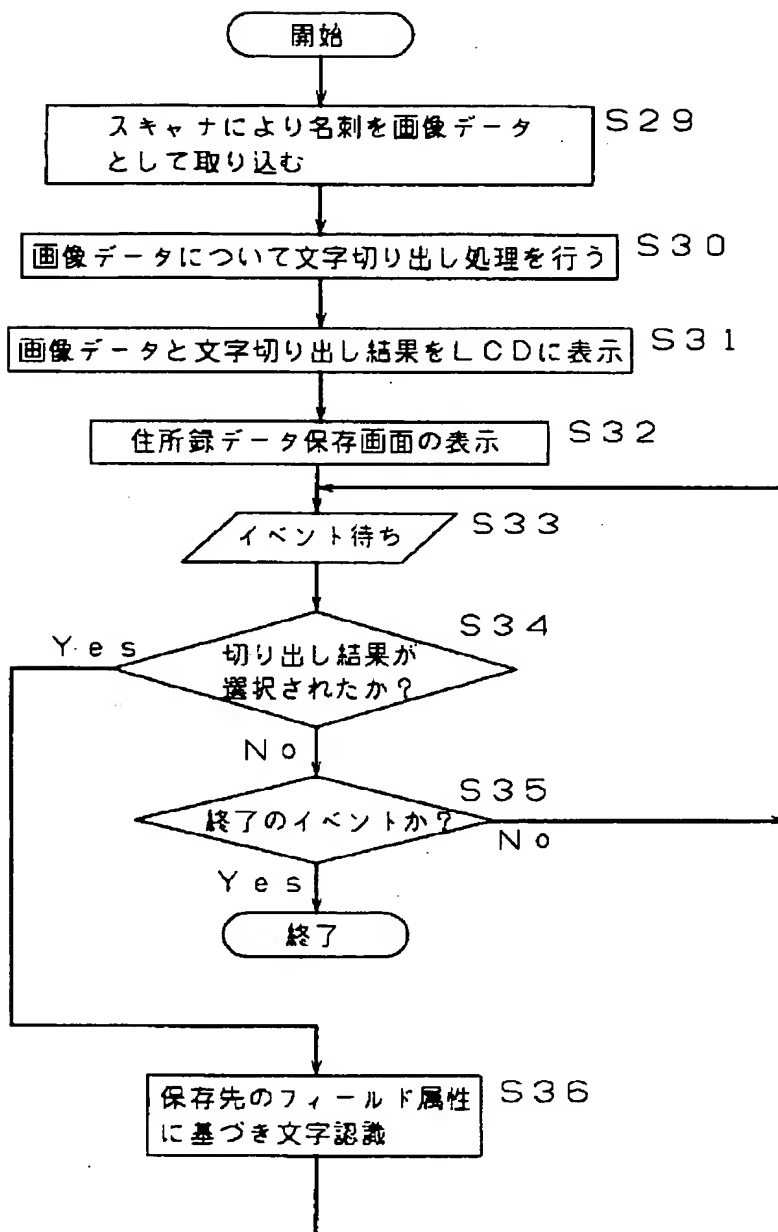 開始
スキャナにより名刺を画像データ
として取り込む
S29
画像データについて文字切り出し処理を行う
S30
画像データと文字切り出し結果をLCDに表示
S31
住所録データ保存画面の表示
S32
イベント待ち
S33
S34
Yes
切り出し結果が
選択されたか?
No
S35
終了のイベントか?
No
Yes
終了
保存先のフィールド属性
に基づき文字認識
S36